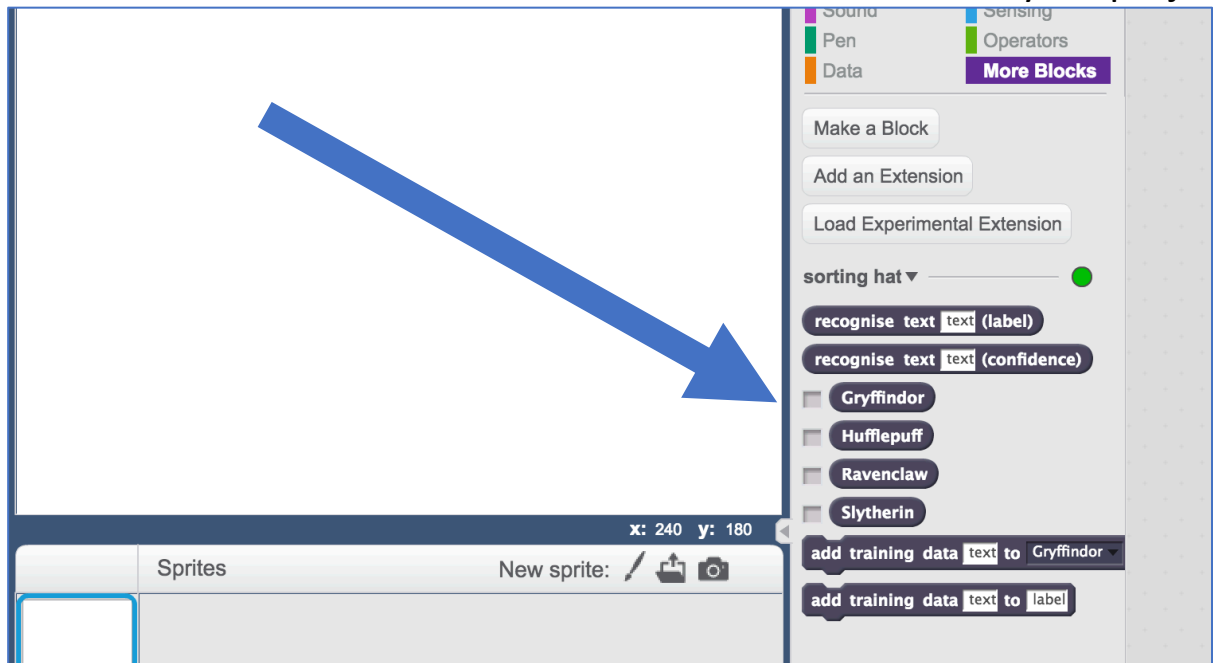 Sound Sensing
Pen Operators
Data More Blocks
Make a Block
Add an Extension
Load Experimental Extension
sorting hat
recognise text text (label)
recognise text text (confidence)
Gryffindor
Hufflepuff
Ravenclaw
Slytherin
add training data text to Gryffindor
add training data text to label
x: 240 y: 180
Sprites New sprite: